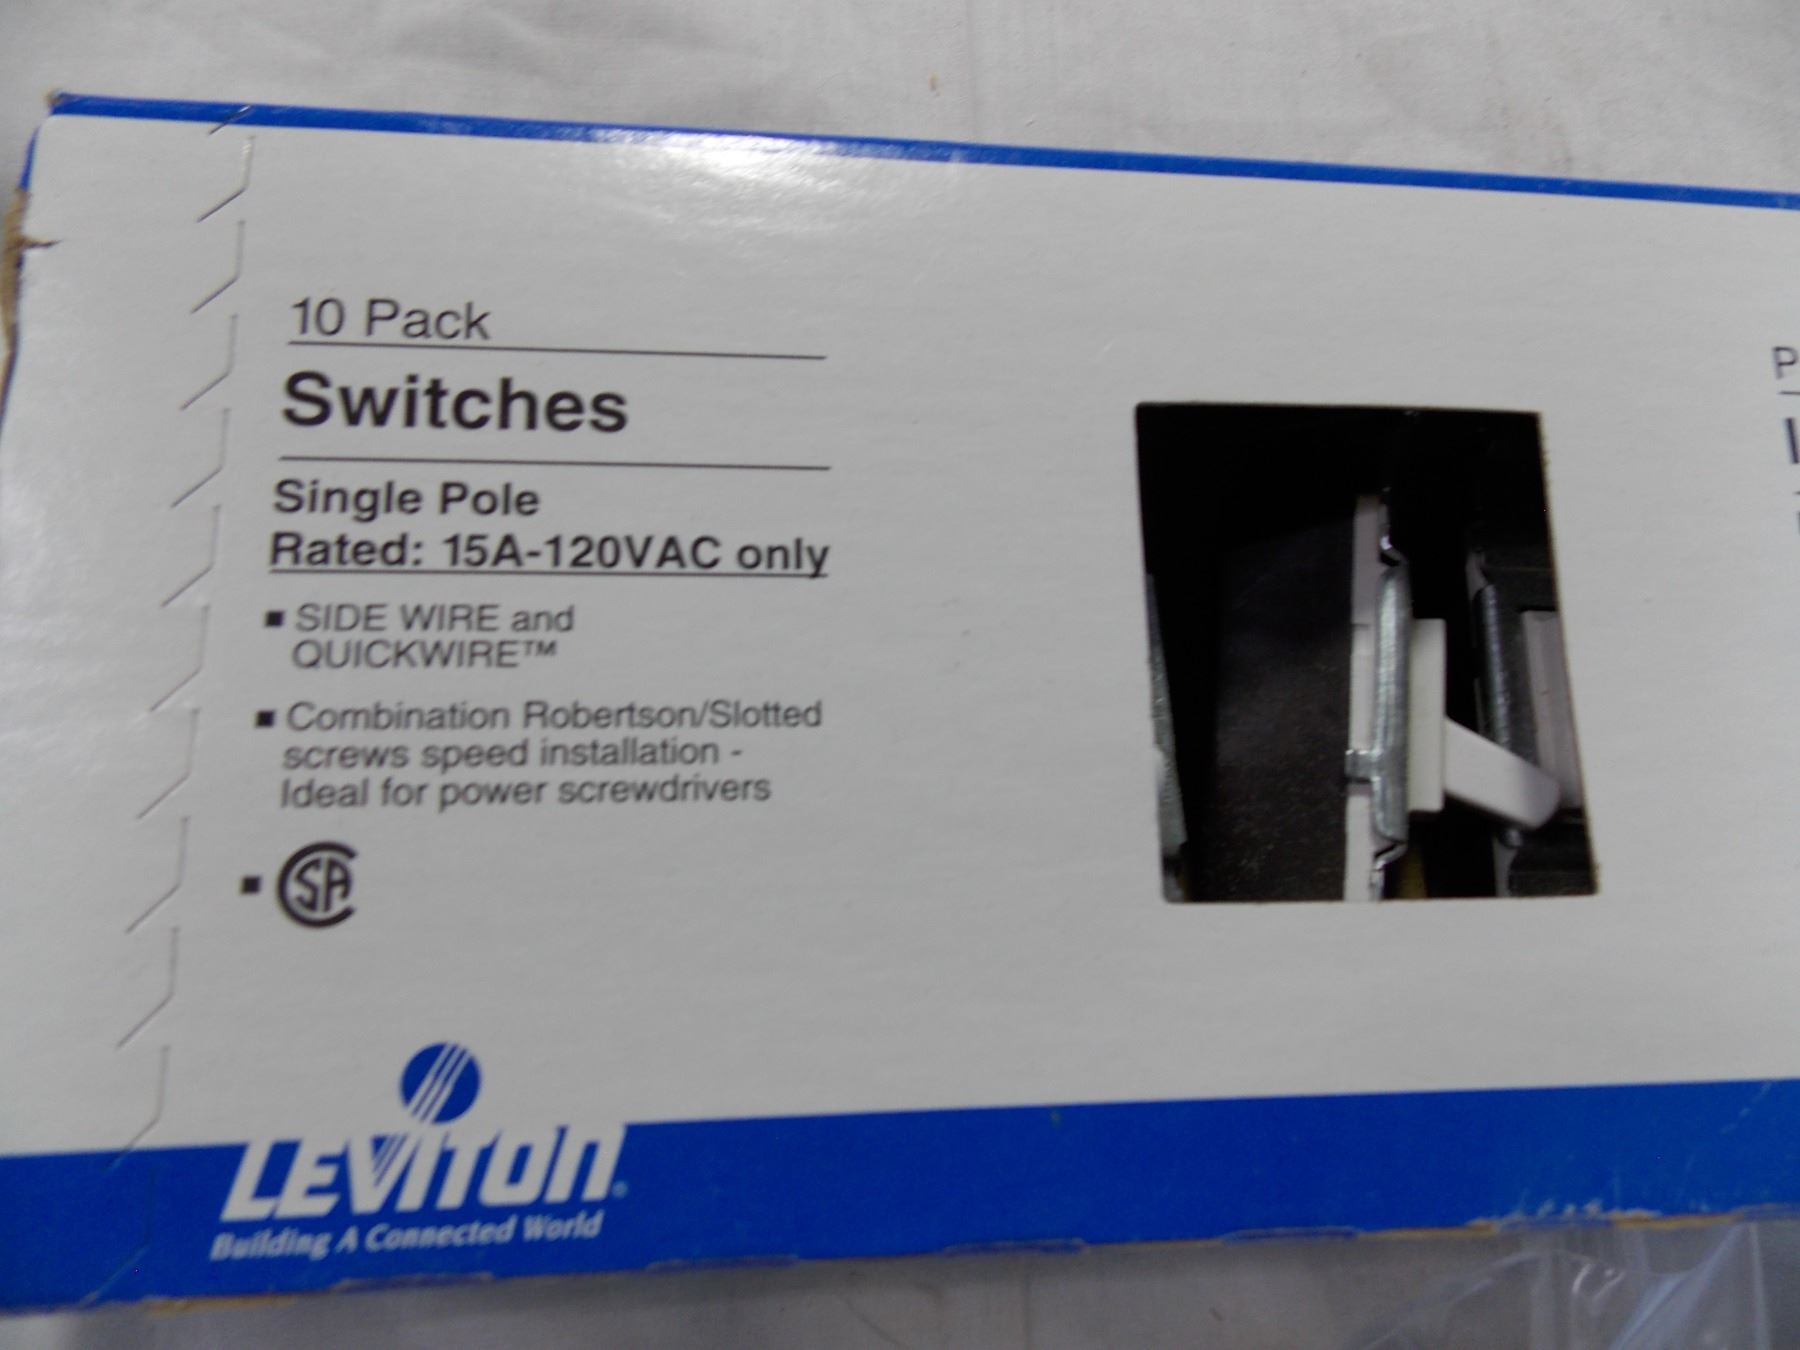 10 Pack
Switches
Single Pole
Rated: 15A-120VAC only
▪ SIDE WIRE and
QUICKWIRE™
▪ Combination Robertson/Slotted
screws speed installation -
Ideal for power screwdrivers
▪ CSA
LEVITON®
Building A Connected World
P